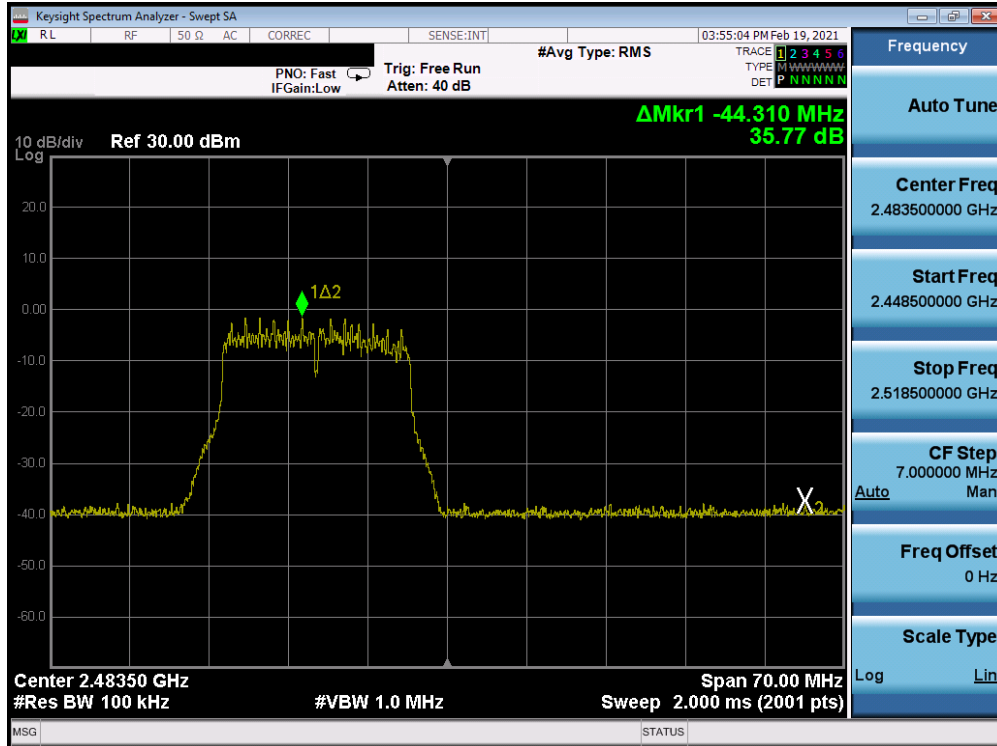 Keysight Spectrum Analyzer - Swept SA
LXI RL RF 50 Ω AC CORREC SENSE:INT 03:55:04 PM Feb 19, 2021
#Avg Type: RMS
TRACE 1 2 3 4 5 6
PNO: Fast Trig: Free Run TYPE M WWWWW
IFGain:Low Atten: 40 dB DET P N N N N N
ΔMkr1 -44.310 MHz
35.77 dB
10 dB/div Ref 30.00 dBm
Log
20.0
10.0
0.00
1Δ2
-10.0
-20.0
-30.0
-40.0
X2
-50.0
-60.0
Center 2.48350 GHz Span 70.00 MHz
#Res BW 100 kHz #VBW 1.0 MHz Sweep 2.000 ms (2001 pts)
MSG STATUS
Frequency
Auto Tune
Center Freq
2.483500000 GHz
Start Freq
2.448500000 GHz
Stop Freq
2.518500000 GHz
CF Step
7.000000 MHz
Auto Man
Freq Offset
0 Hz
Scale Type
Log Lin